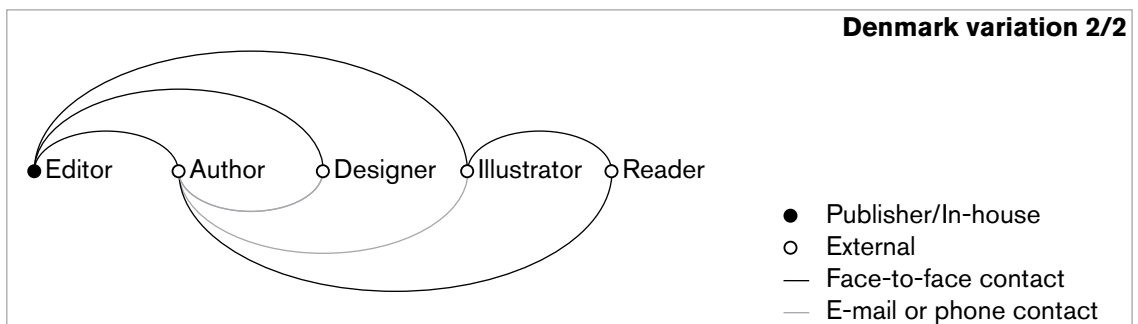 Denmark variation 2/2
Editor Author Designer Illustrator Reader
Publisher/In-house
External
Face-to-face contact
E-mail or phone contact